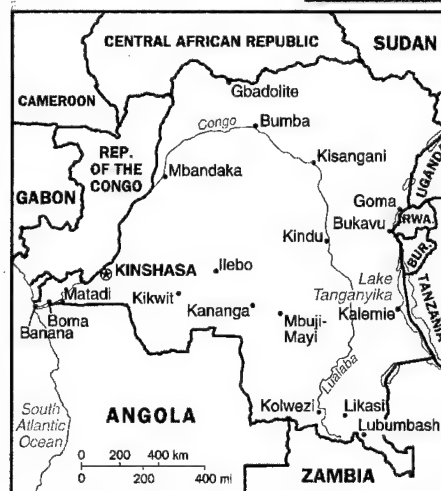 CENTRAL AFRICAN REPUBLIC
SUDAN
CAMEROON
Gbadolite
Congo
Bumba
REP.
OF THE
CONGO
Mbandaka
Kisangani
UGANDA
GABON
Goma
RWA.
Bukavu
Kindu
BUR.
KINSHASA
Ilebo
Lake
Tanganyika
TANZANIA
Matadi
Kikwit
Kananga
Kalemie
Boma
Banana
Mbuji-
Mayi
Lualaba
South
Atlantic
Ocean
ANGOLA
Kolwezi
Likasi
Lubumbash
0 200 400 km
0 200 400 mi
ZAMBIA